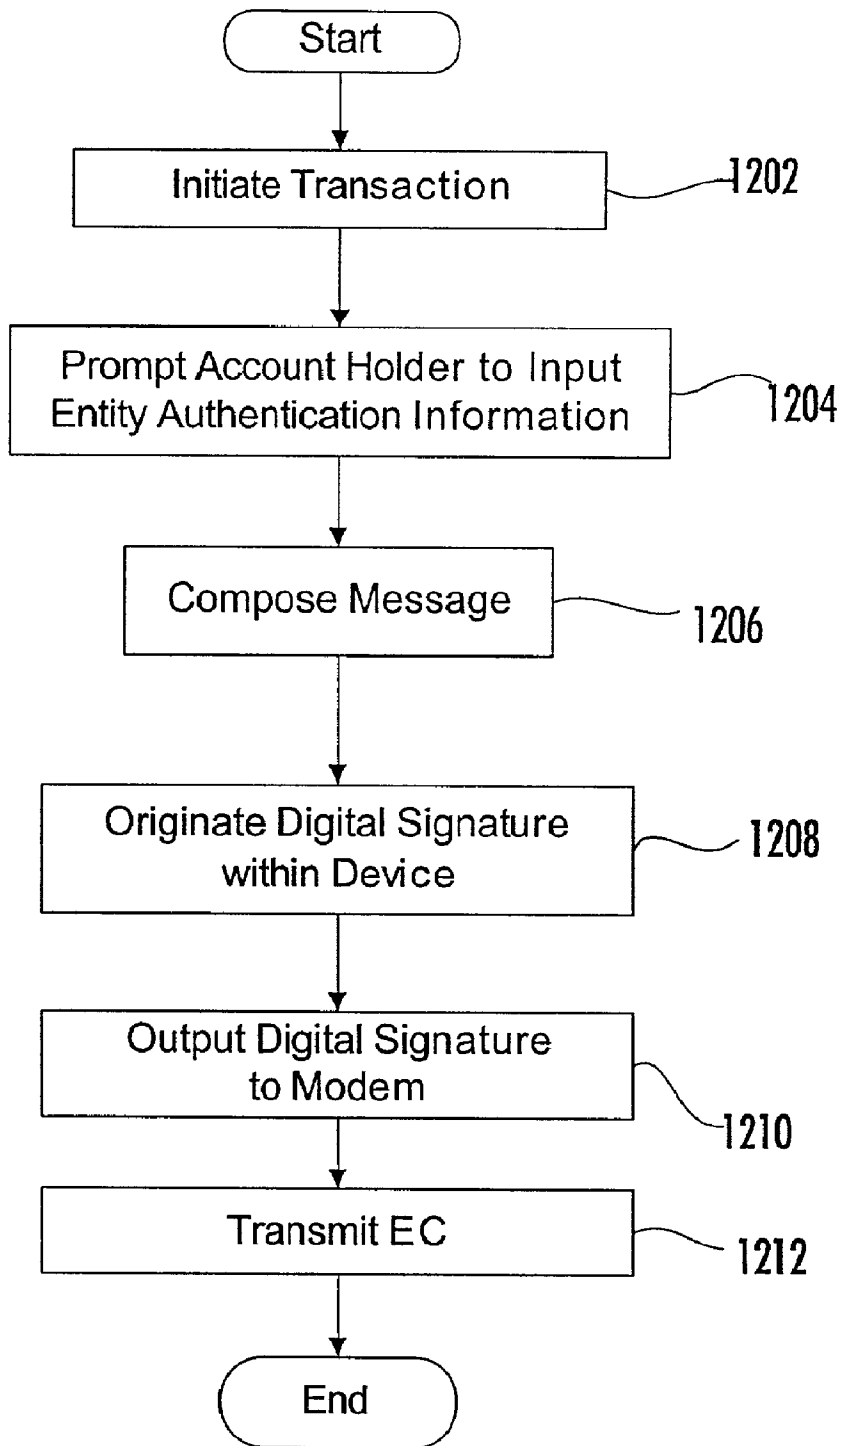 Start
Initiate Transaction
1202
Prompt Account Holder to Input
Entity Authentication Information
1204
Compose Message
1206
Originate Digital Signature
within Device
1208
Output Digital Signature
to Modem
1210
Transmit EC
1212
End